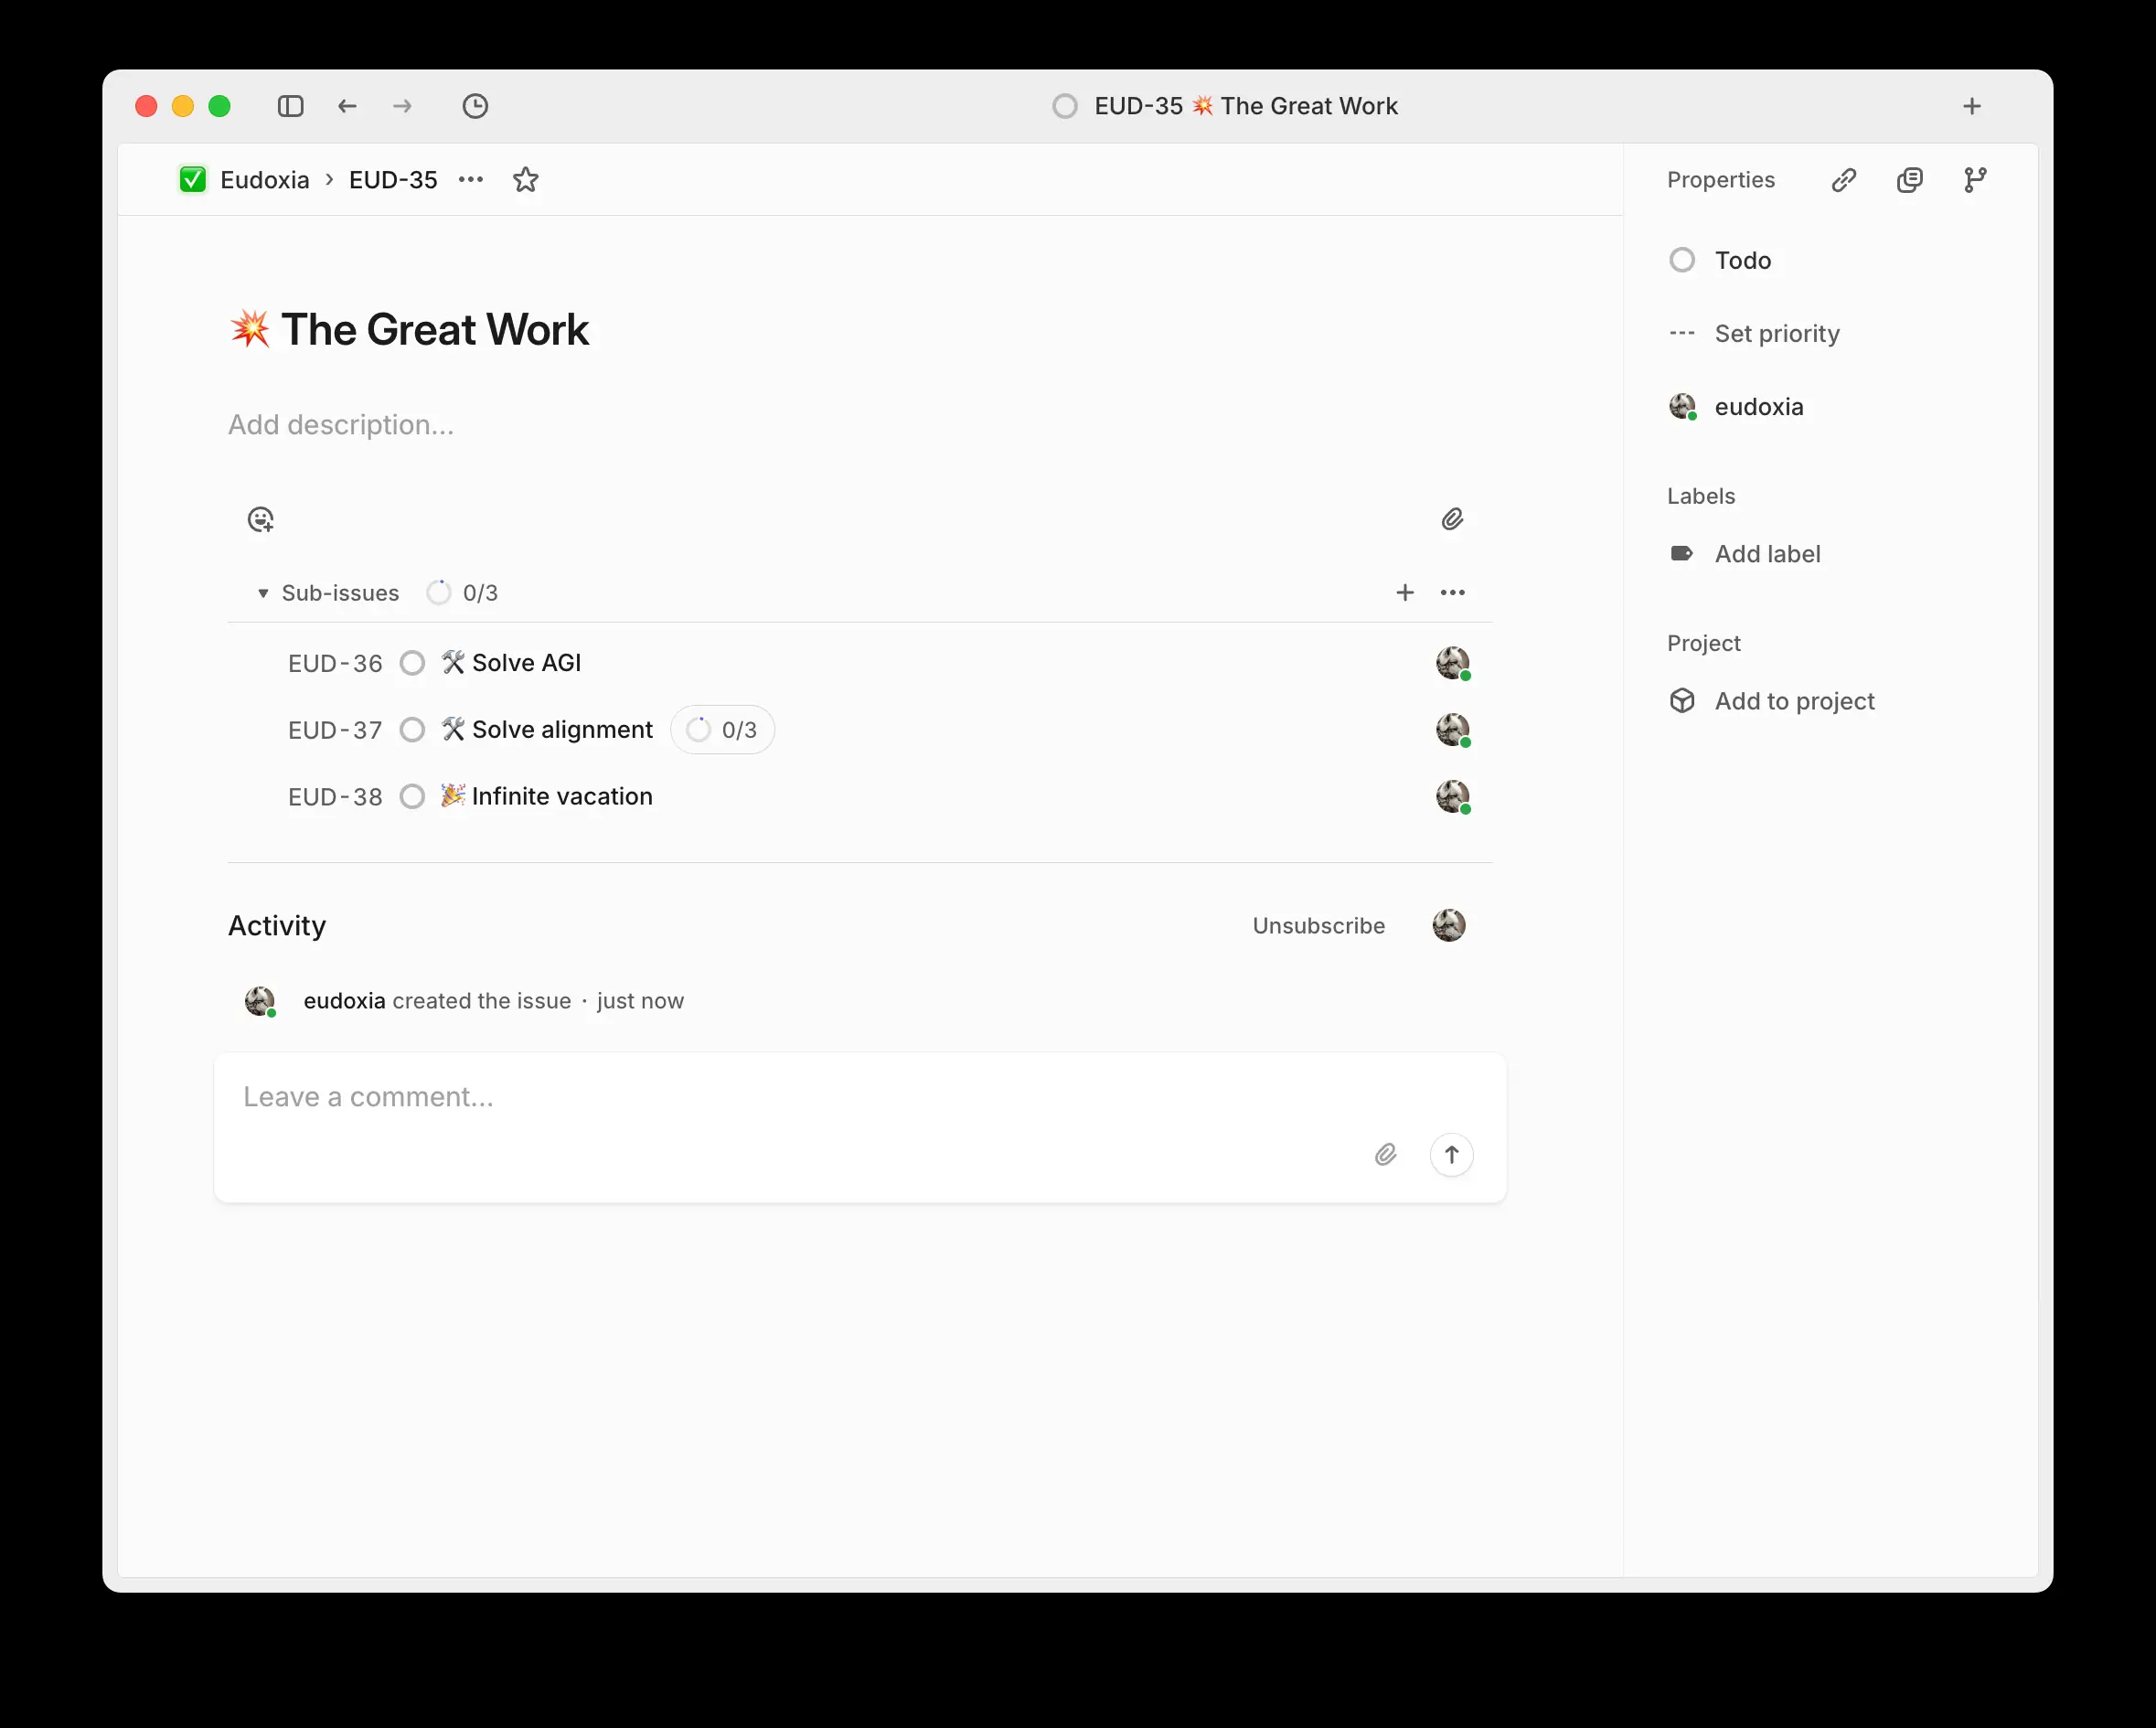 EUD-35 💥 The Great Work
Eudoxia › EUD-35
Properties
Todo
💥 The Great Work
Set priority
eudoxia
Add description...
Labels
Add label
Sub-issues 0/3
Project
EUD-36 🛠 Solve AGI
Add to project
EUD-37 🛠 Solve alignment 0/3
EUD-38 🎉 Infinite vacation
Activity
Unsubscribe
eudoxia created the issue · just now
Leave a comment...